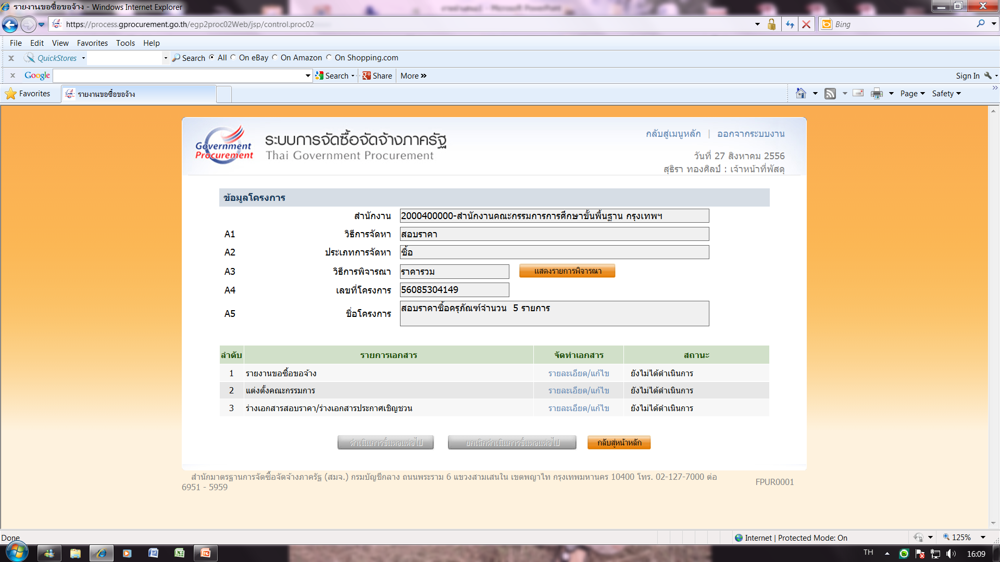 รายงานขอซื้อขอจ้าง - Windows Internet Explorer
https://process.gprocurement.go.th/egp2proc02Web/jsp/control.proc02
Bing
File Edit View Favorites Tools Help
x QuickStores Search All On eBay On Amazon On Shopping.com
x Google Search Share More »
Sign In
Favorites รายงานขอซื้อขอจ้าง
Page Safety »
Government
Procurement
ระบบการจัดซื้อจัดจ้างภาครัฐ
Thai Government Procurement
กลับสู่เมนูหลัก | ออกจากระบบงาน
วันที่ 27 สิงหาคม 2556
สุธิรา ทองศิลป์ : เจ้าหน้าที่พัสดุ
ข้อมูลโครงการ
สำนักงาน 2000400000-สำนักงานคณะกรรมการการศึกษาขั้นพื้นฐาน กรุงเทพฯ
A1 วิธีการจัดหา สอบราคา
A2 ประเภทการจัดหา ซื้อ
A3 วิธีการพิจารณา ราคารวม แสดงรายการพิจารณา
A4 เลขที่โครงการ 56085304149
A5 ชื่อโครงการ สอบราคาซื้อครุภัณฑ์จำนวน 5 รายการ
ลำดับ รายการเอกสาร จัดทำเอกสาร สถานะ
1 รายงานขอซื้อขอจ้าง รายละเอียด/แก้ไข ยังไม่ได้ดำเนินการ
2 แต่งตั้งคณะกรรมการ รายละเอียด/แก้ไข ยังไม่ได้ดำเนินการ
3 ร่างเอกสารสอบราคา/ร่างเอกสารประกาศเชิญชวน รายละเอียด/แก้ไข ยังไม่ได้ดำเนินการ
ดำเนินการขั้นตอนต่อไป ยกเลิกดำเนินการขั้นตอนต่อไป กลับสู่หน้าหลัก
สำนักมาตรฐานการจัดซื้อจัดจ้างภาครัฐ (สมจ.) กรมบัญชีกลาง ถนนพระราม 6 แขวงสามเสนใน เขตพญาไท กรุงเทพมหานคร 10400 โทร. 02-127-7000 ต่อ
6951 - 5959
FPUR0001
Done
Internet | Protected Mode: On
125%
TH
16:09